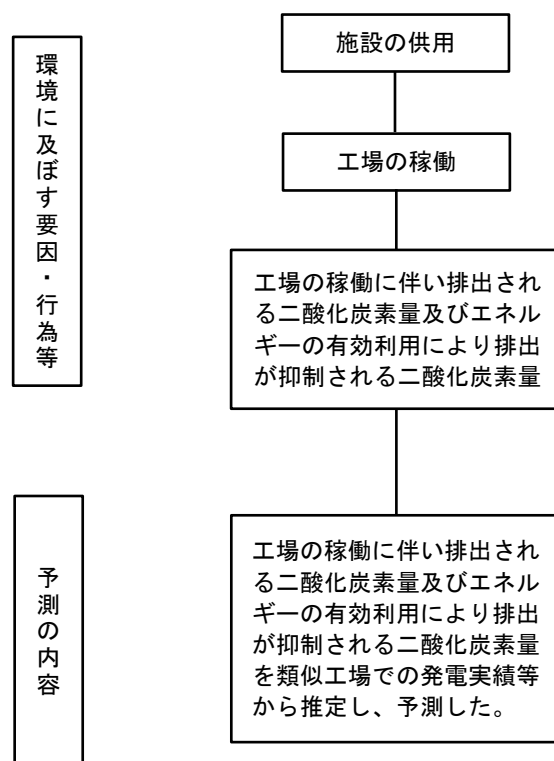 環境に及ぼす要因・行為等
施設の供用
工場の稼働
工場の稼働に伴い排出され
る二酸化炭素量及びエネル
ギーの有効利用により排出
が抑制される二酸化炭素量
予測の内容
工場の稼働に伴い排出され
る二酸化炭素量及びエネル
ギーの有効利用により排出
が抑制される二酸化炭素量
を類似工場での発電実績等
から推定し、予測した。